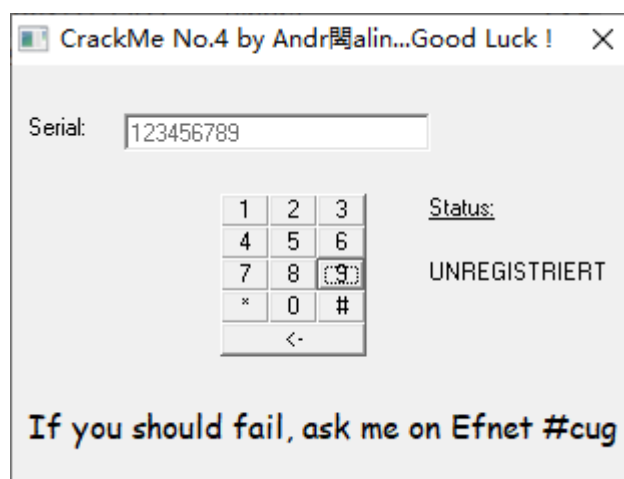 CrackMe No.4 by Andr閲alin...Good Luck !
Serial: 123456789
1 2 3
Status:
4 5 6
7 8 9
UNREGISTRIERT
* 0 #
<-
If you should fail, ask me on Efnet #cug